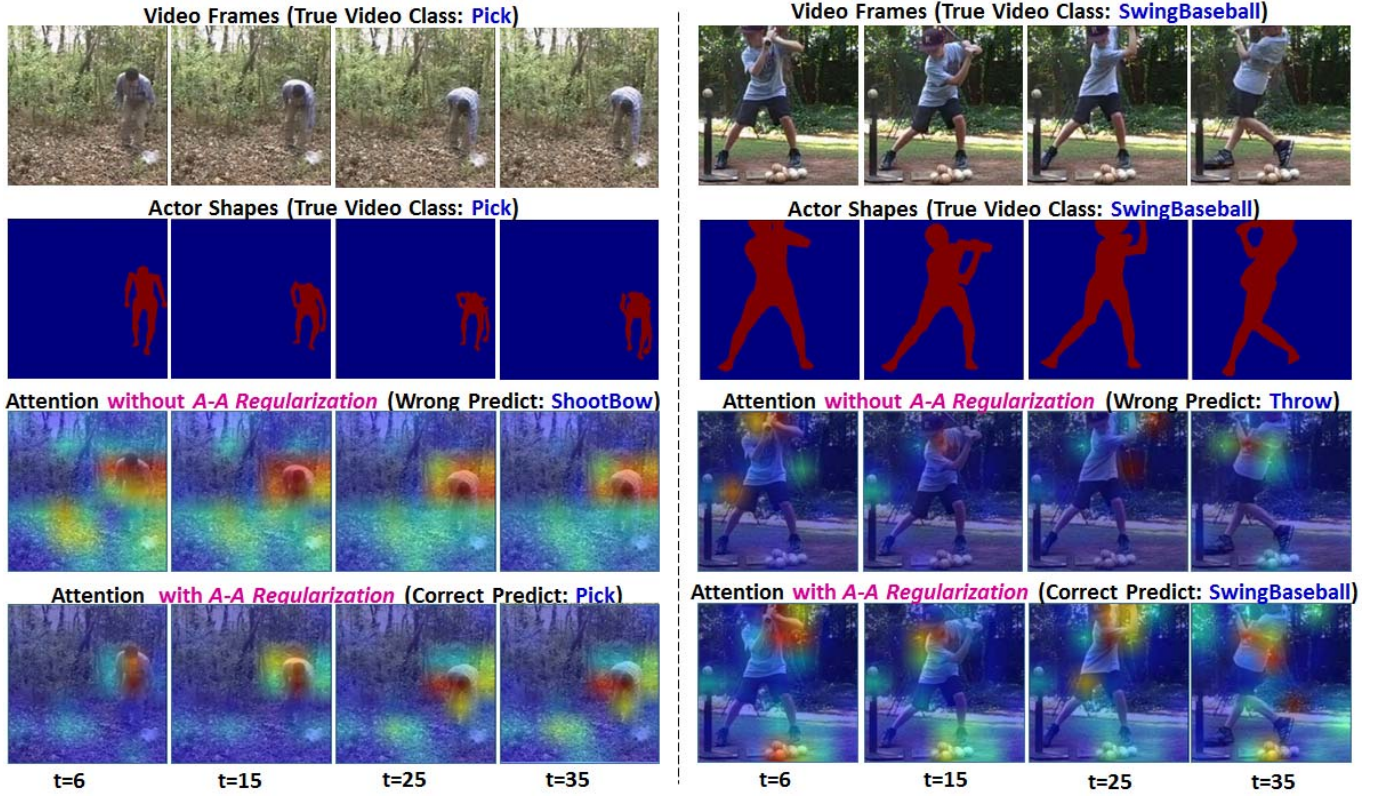 Video Frames (True Video Class: Pick)
Actor Shapes (True Video Class: Pick)
Attention without A-A Regularization (Wrong Predict: ShootBow)
Attention with A-A Regularization (Correct Predict: Pick)
t=6 t=15 t=25 t=35
Video Frames (True Video Class: SwingBaseball)
Actor Shapes (True Video Class: SwingBaseball)
Attention without A-A Regularization (Wrong Predict: Throw)
Attention with A-A Regularization (Correct Predict: SwingBaseball)
t=6 t=15 t=25 t=35